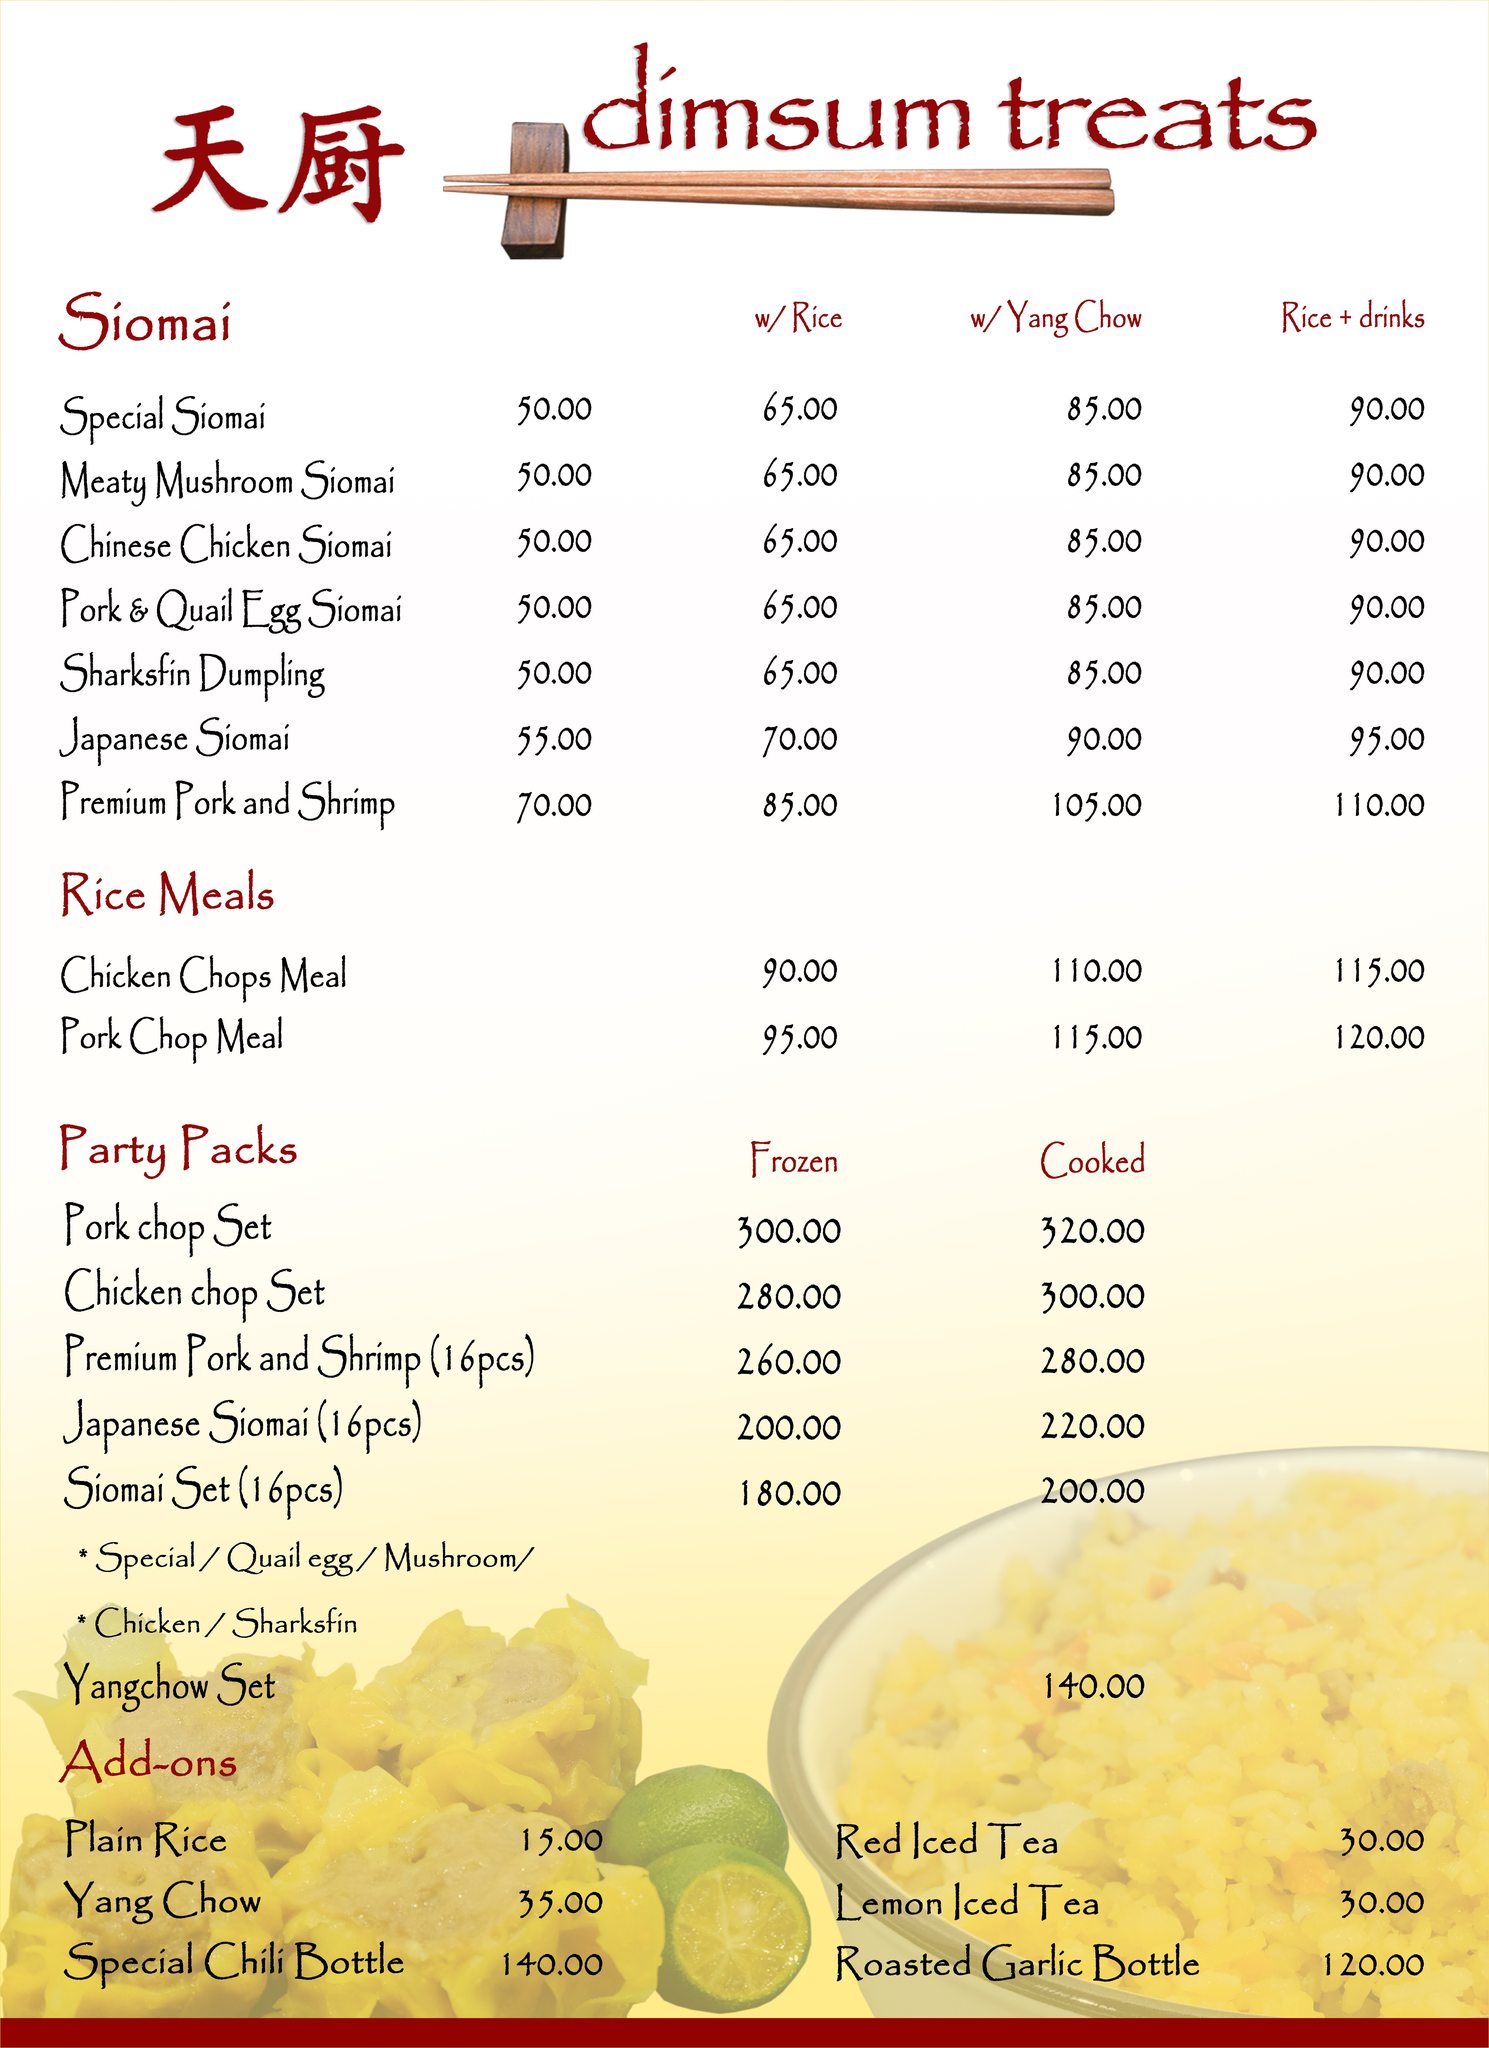 天厨 dimsum treats
Siomai w/ Rice w/ Yang Chow Rice + drinks
Special Siomai 50.00 65.00 85.00 90.00
Meaty Mushroom Siomai 50.00 65.00 85.00 90.00
Chinese Chicken Siomai 50.00 65.00 85.00 90.00
Pork & Quail Egg Siomai 50.00 65.00 85.00 90.00
Sharksfin Dumpling 50.00 65.00 85.00 90.00
Japanese Siomai 55.00 70.00 90.00 95.00
Premium Pork and Shrimp 70.00 85.00 105.00 110.00
Rice Meals
Chicken Chops Meal 90.00 110.00 115.00
Pork Chop Meal 95.00 115.00 120.00
Party Packs Frozen Cooked
Pork chop Set 300.00 320.00
Chicken chop Set 280.00 300.00
Premium Pork and Shrimp (16pcs) 260.00 280.00
Japanese Siomai (16pcs) 200.00 220.00
Siomai Set (16pcs) 180.00 200.00
* Special / Quail egg / Mushroom/
* Chicken / Sharksfin
Yangchow Set 140.00
Add-ons
Plain Rice 15.00 Red Iced Tea 30.00
Yang Chow 35.00 Lemon Iced Tea 30.00
Special Chili Bottle 140.00 Roasted Garlic Bottle 120.00